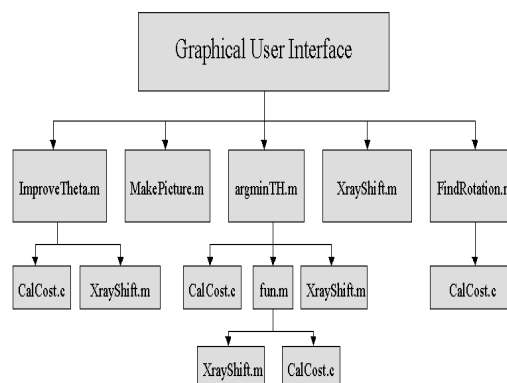 Graphical User Interface
ImproveTheta.m
MakePicture.m
argminTH.m
XrayShift.m
FindRotation.m
CalCost.c
XrayShift.m
CalCost.c
fun.m
XrayShift.m
CalCost.c
XrayShift.m
CalCost.c